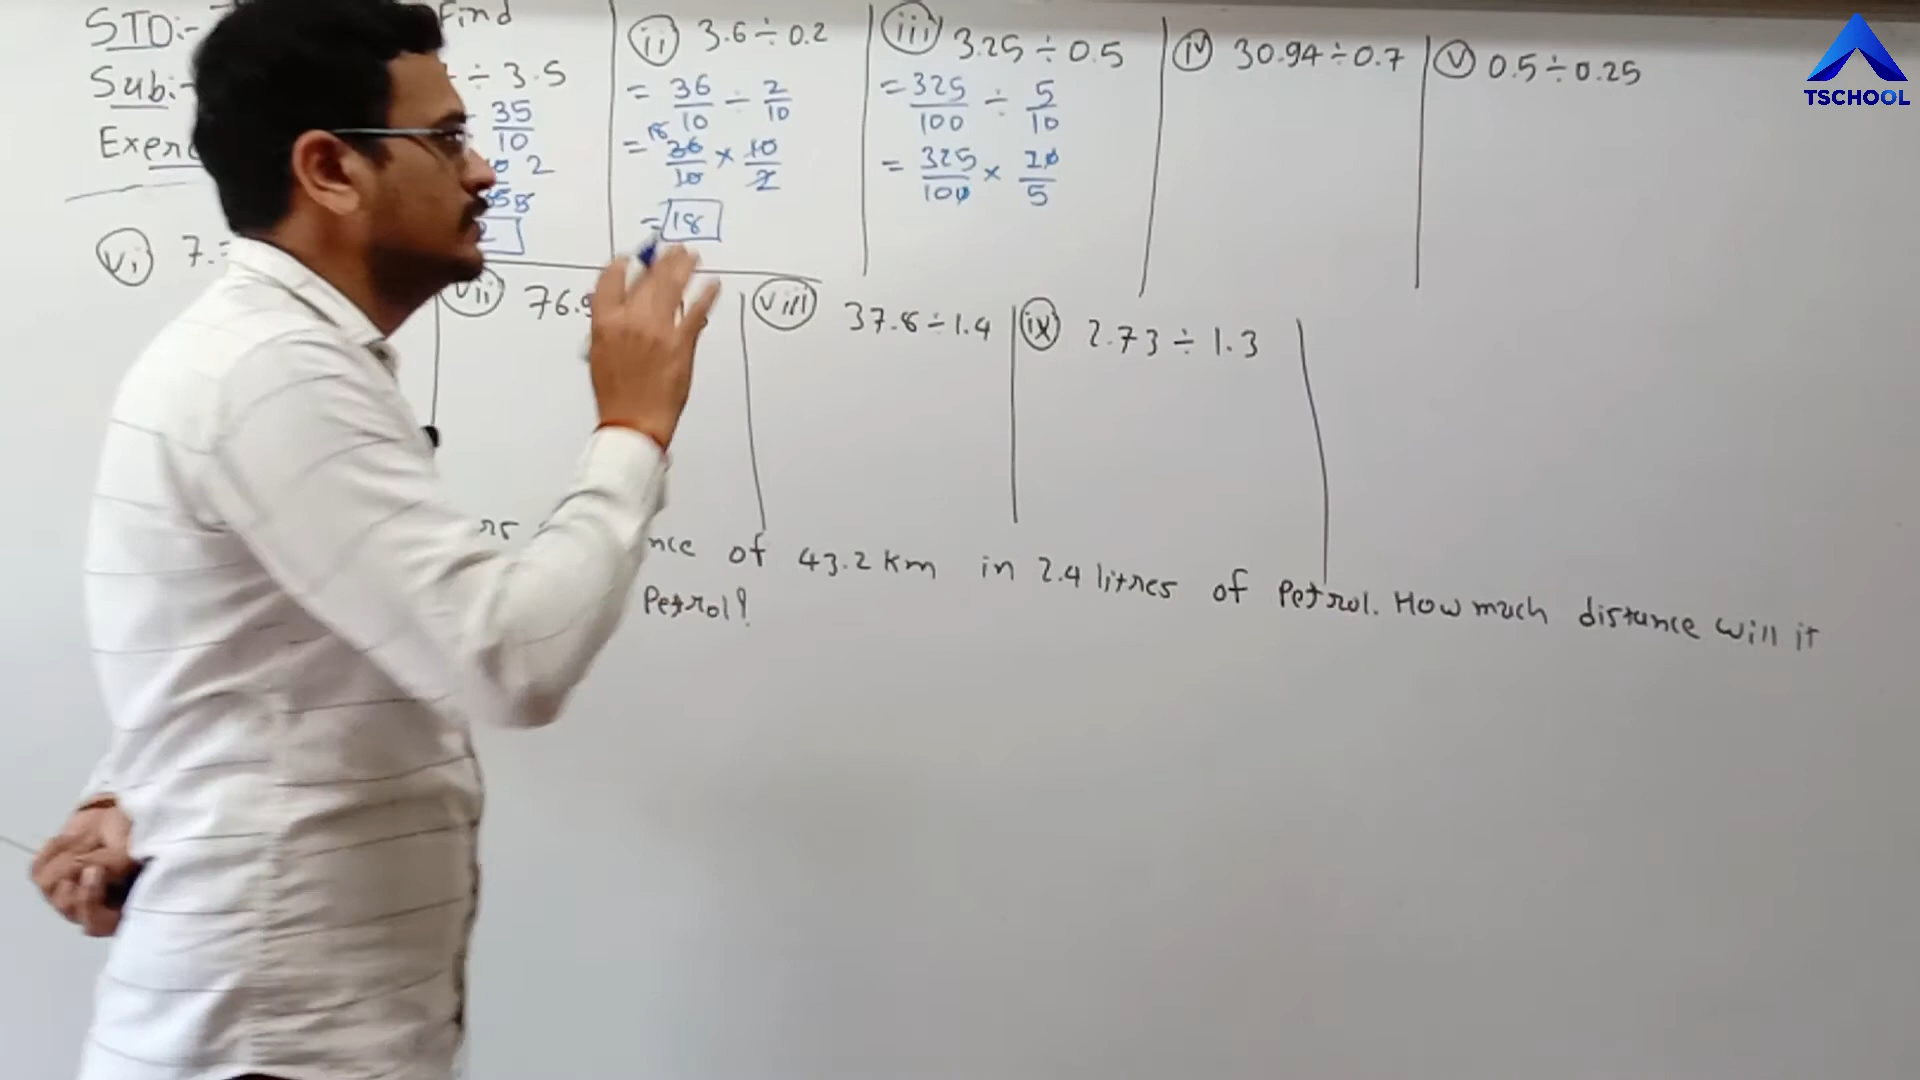 STD:-
Find
Sub:-
÷ 3.5
35
10
2
(ii) 3.6 ÷ 0.2
= 36/10 ÷ 2/10
= 36/10 × 10/2
18
= 18
(iii) 3.25 ÷ 0.5
= 325/100 ÷ 5/10
= 325/100 × 10/5
(iv) 30.94 ÷ 0.7
(v) 0.5 ÷ 0.25
TSCHOOL
(vi) 7.
(vii) 76.
(viii) 37.8 ÷ 1.4
(ix) 2.73 ÷ 1.3
of 43.2 km in 2.4 litres of Petrol. How much distance will it
Petrol?